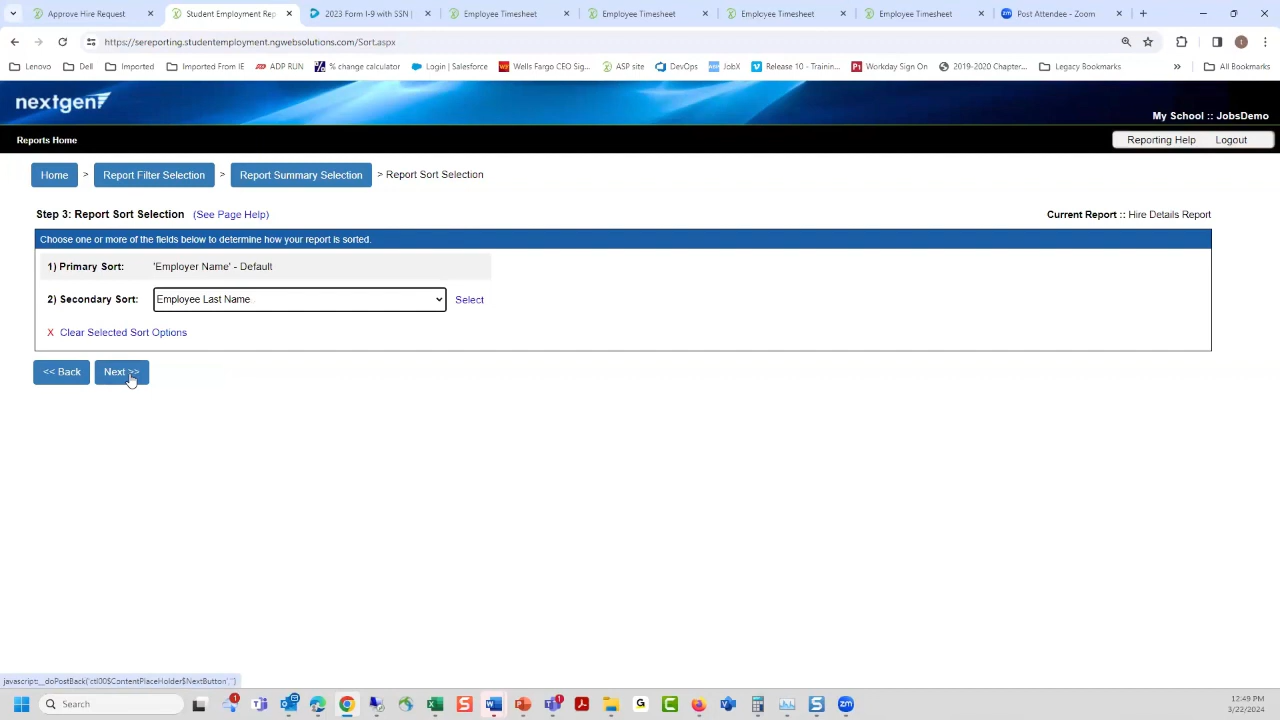 Approve Hire Request
Student Employment Rep
2023 Form I-9 with SSN |
Employee Timesheet
Employee Timesheet
Employee Timesheet
Employee Timesheet
Post Attendee - Zoom
https://sereporting.studentemployment.ngwebsolutions.com/Sort.aspx
Lenovo
Dell
Imported
Imported From IE
ADP RUN
% change calculator
Login | Salesforce
Wells Fargo CEO Sig...
ASP site
DevOps
JobX
Release 10 - Trainin...
Workday Sign On
2019-2020 Chapter...
Legacy Bookmarks
»
All Bookmarks
nextgen
My School :: JobsDemo
Reports Home
Reporting Help
Logout
Home > Report Filter Selection > Report Summary Selection > Report Sort Selection
Step 3: Report Sort Selection (See Page Help)
Current Report :: Hire Details Report
Choose one or more of the fields below to determine how your report is sorted.
1) Primary Sort: 'Employer Name' - Default
2) Secondary Sort: Employee Last Name Select
X Clear Selected Sort Options
<< Back
Next >>
javascript:__doPostBack('ctl00$ContentPlaceHolder$NextButton','')
Search
12:49 PM
3/22/2024